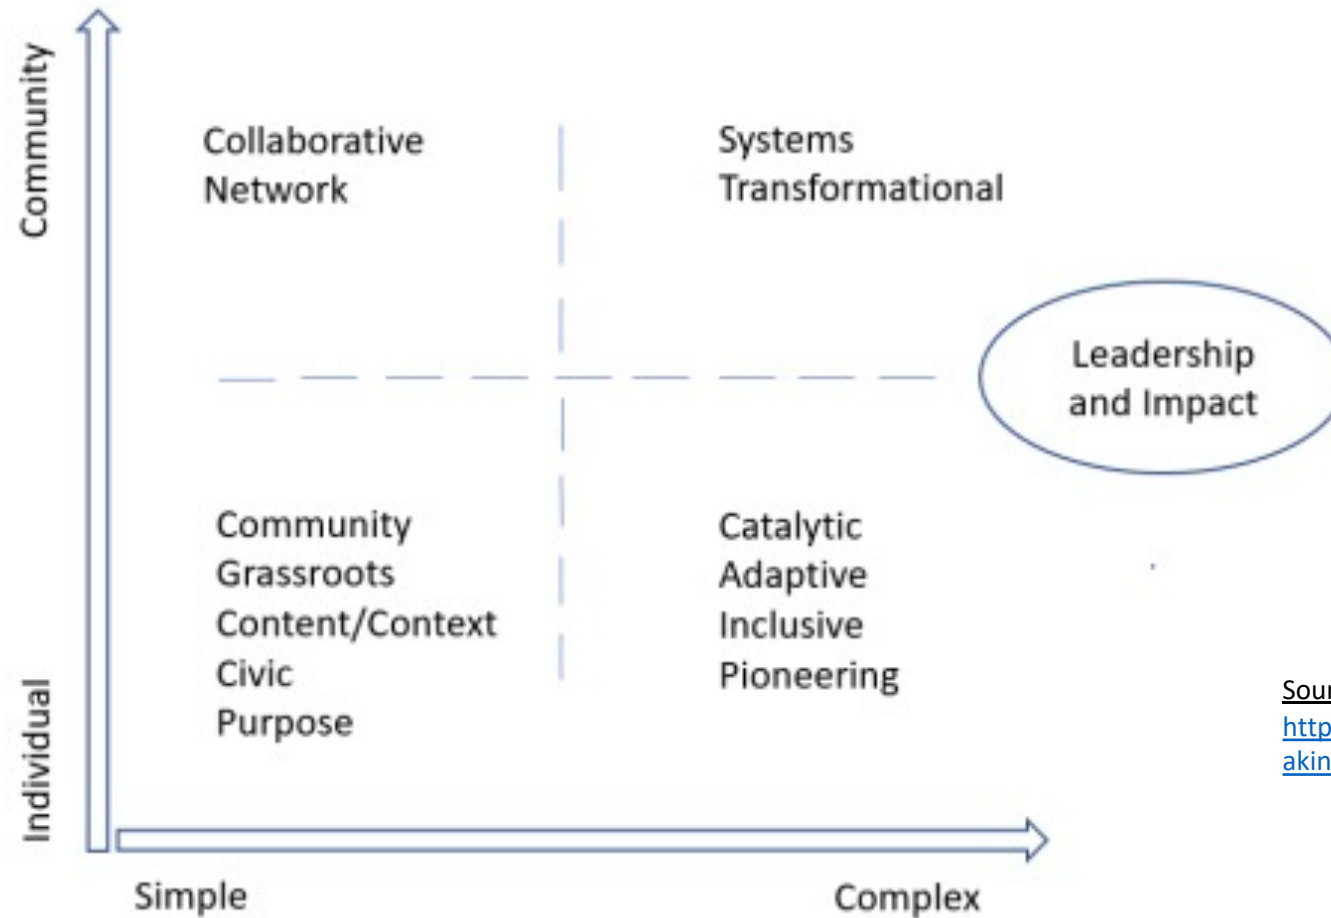 Community
Collaborative
Network
Systems
Transformational
Leadership
and Impact
Community
Grassroots
Content/Context
Civic
Purpose
Catalytic
Adaptive
Inclusive
Pioneering
Individual
Simple
Complex